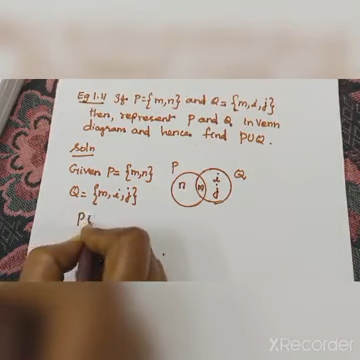 Eg 1.4 If P={m,n} and Q={m,i,j}
then, represent P and Q in venn
diagram and hence find P∪Q.
Soln
Given P={m,n}
Q={m,i,j}
P
P Q
n m i
j
XRecorder